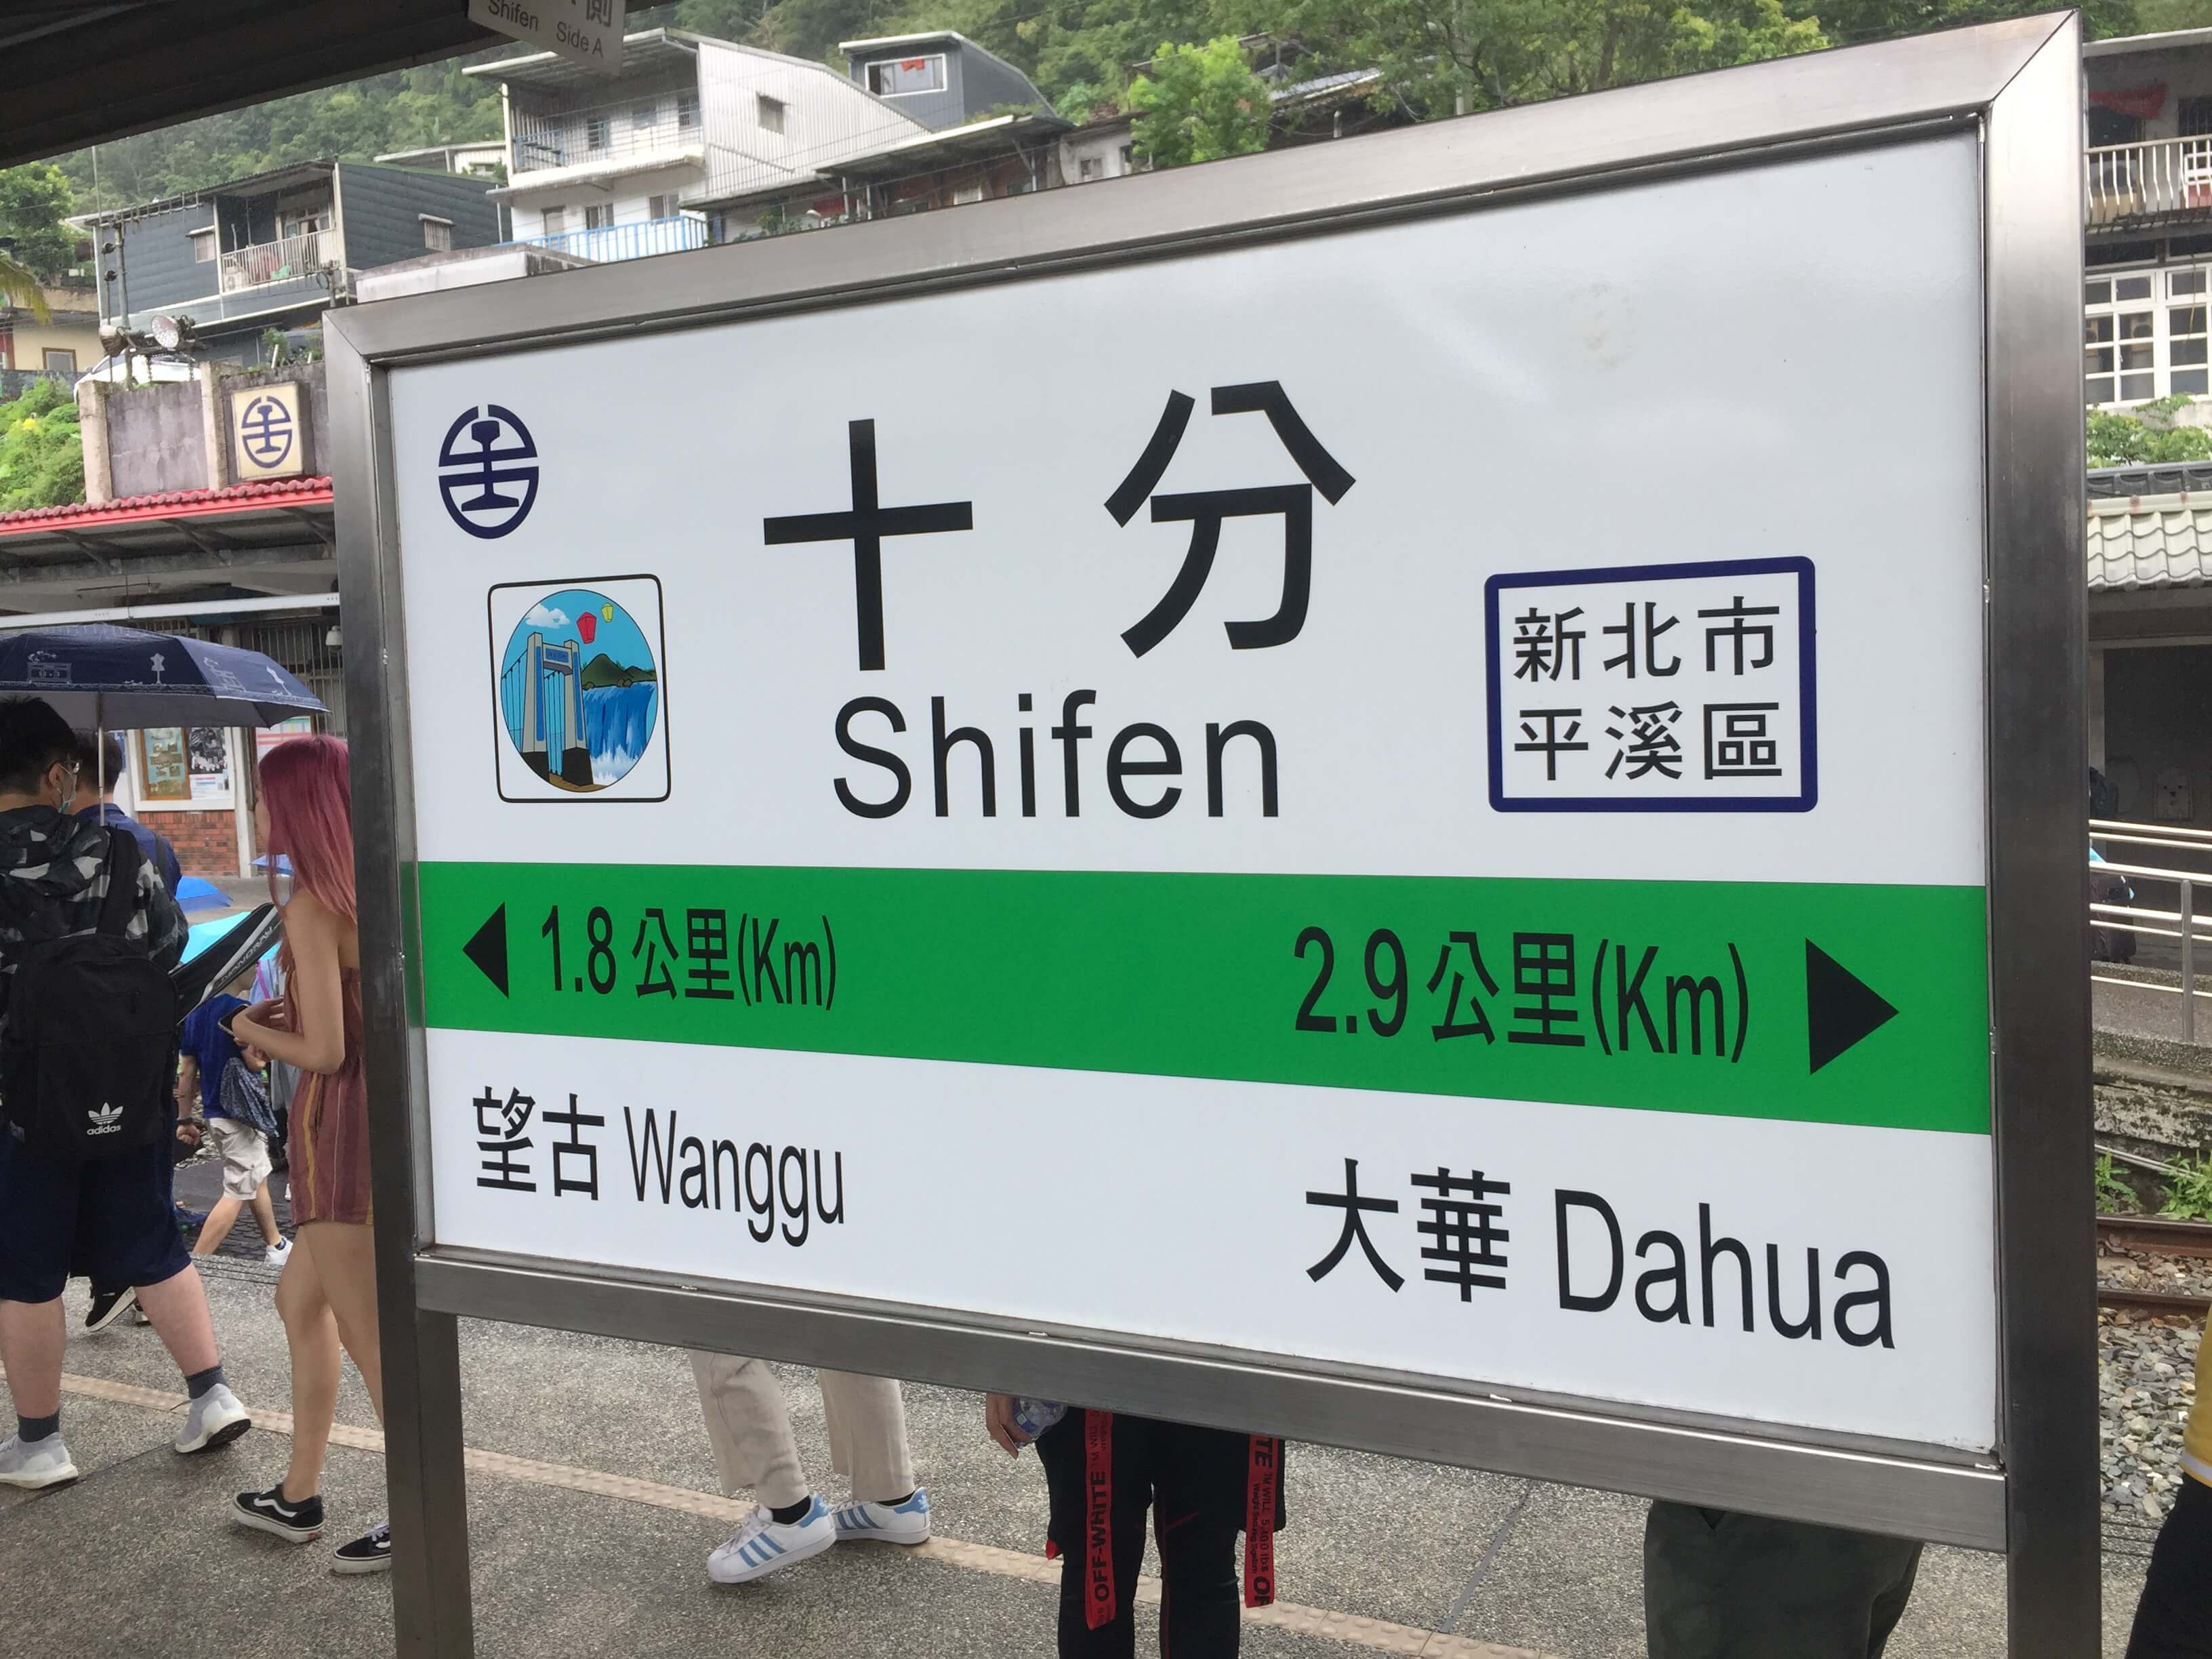 側
Shifen Side A
十分
Shifen
新北市
平溪區
1.8公里(Km)
2.9公里(Km)
望古 Wanggu
大華 Dahua
adidas
OFF-WHITE